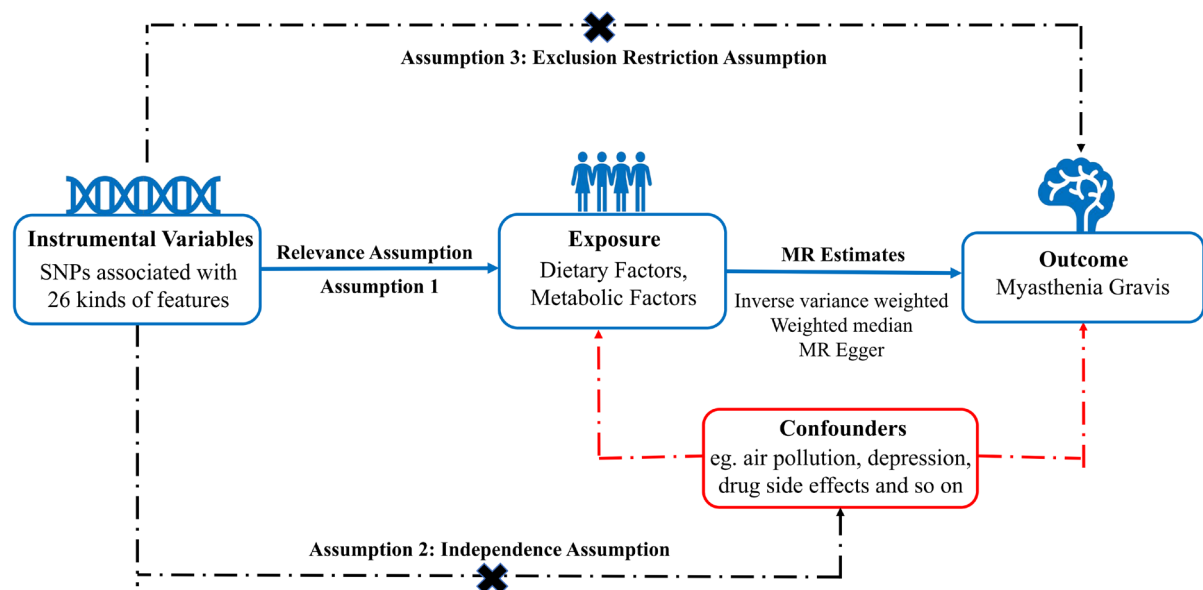 Assumption 3: Exclusion Restriction Assumption
Instrumental Variables
SNPs associated with
26 kinds of features
Relevance Assumption
Assumption 1
Exposure
Dietary Factors,
Metabolic Factors
MR Estimates
Inverse variance weighted
Weighted median
MR Egger
Outcome
Myasthenia Gravis
Confounders
eg. air pollution, depression,
drug side effects and so on
Assumption 2: Independence Assumption